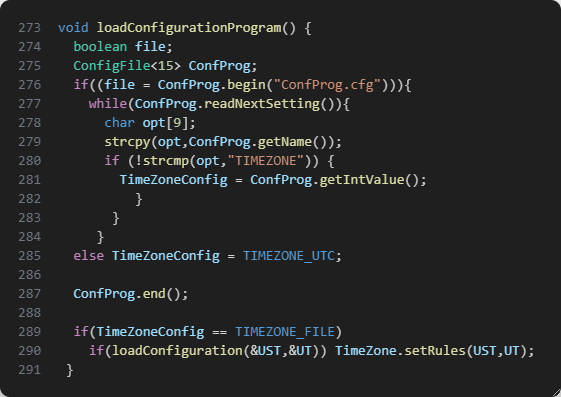 273 void loadConfigurationProgram() {
274   boolean file;
275   ConfigFile<15> ConfProg;
276   if((file = ConfProg.begin("ConfProg.cfg"))){
277     while(ConfProg.readNextSetting()){
278       char opt[9];
279       strcpy(opt,ConfProg.getName());
280       if (!strcmp(opt,"TIMEZONE")) {
281         TimeZoneConfig = ConfProg.getIntValue();
282           }
283        }
284      }
285   else TimeZoneConfig = TIMEZONE_UTC;
286
287   ConfProg.end();
288
289   if(TimeZoneConfig == TIMEZONE_FILE)
290     if(loadConfiguration(&UST,&UT)) TimeZone.setRules(UST,UT);
291  }